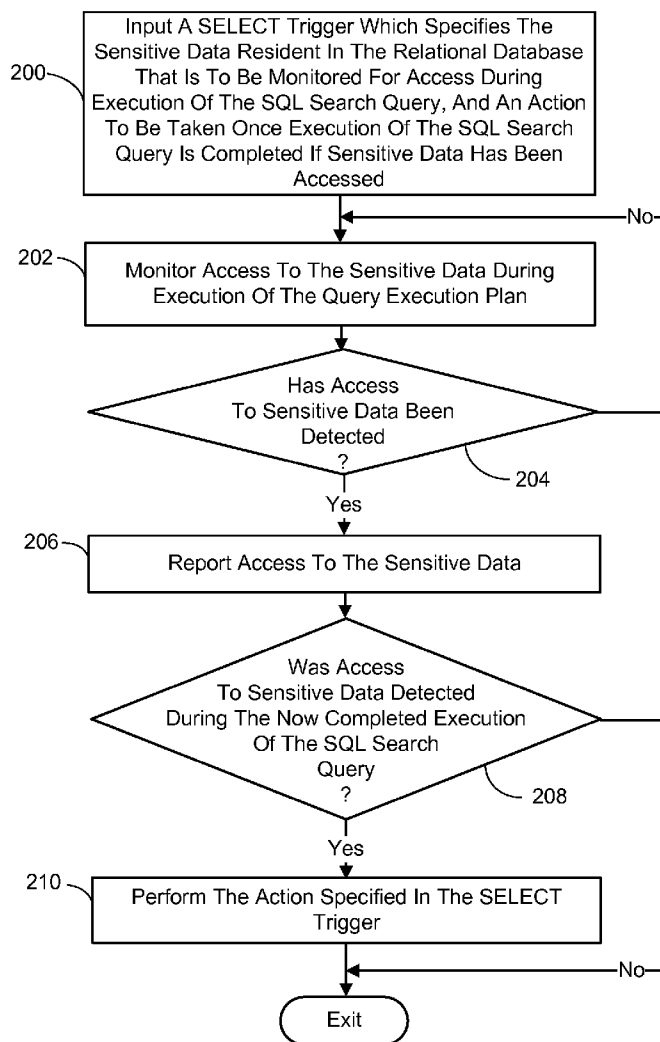 Input A SELECT Trigger Which Specifies The
Sensitive Data Resident In The Relational Database
That Is To Be Monitored For Access During
Execution Of The SQL Search Query, And An Action
To Be Taken Once Execution Of The SQL Search
Query Is Completed If Sensitive Data Has Been
Accessed
200
No
202
Monitor Access To The Sensitive Data During
Execution Of The Query Execution Plan
Has Access
To Sensitive Data Been
Detected
?
204
Yes
206
Report Access To The Sensitive Data
Was Access
To Sensitive Data Detected
During The Now Completed Execution
Of The SQL Search
Query
?
208
Yes
210
Perform The Action Specified In The SELECT
Trigger
No
Exit